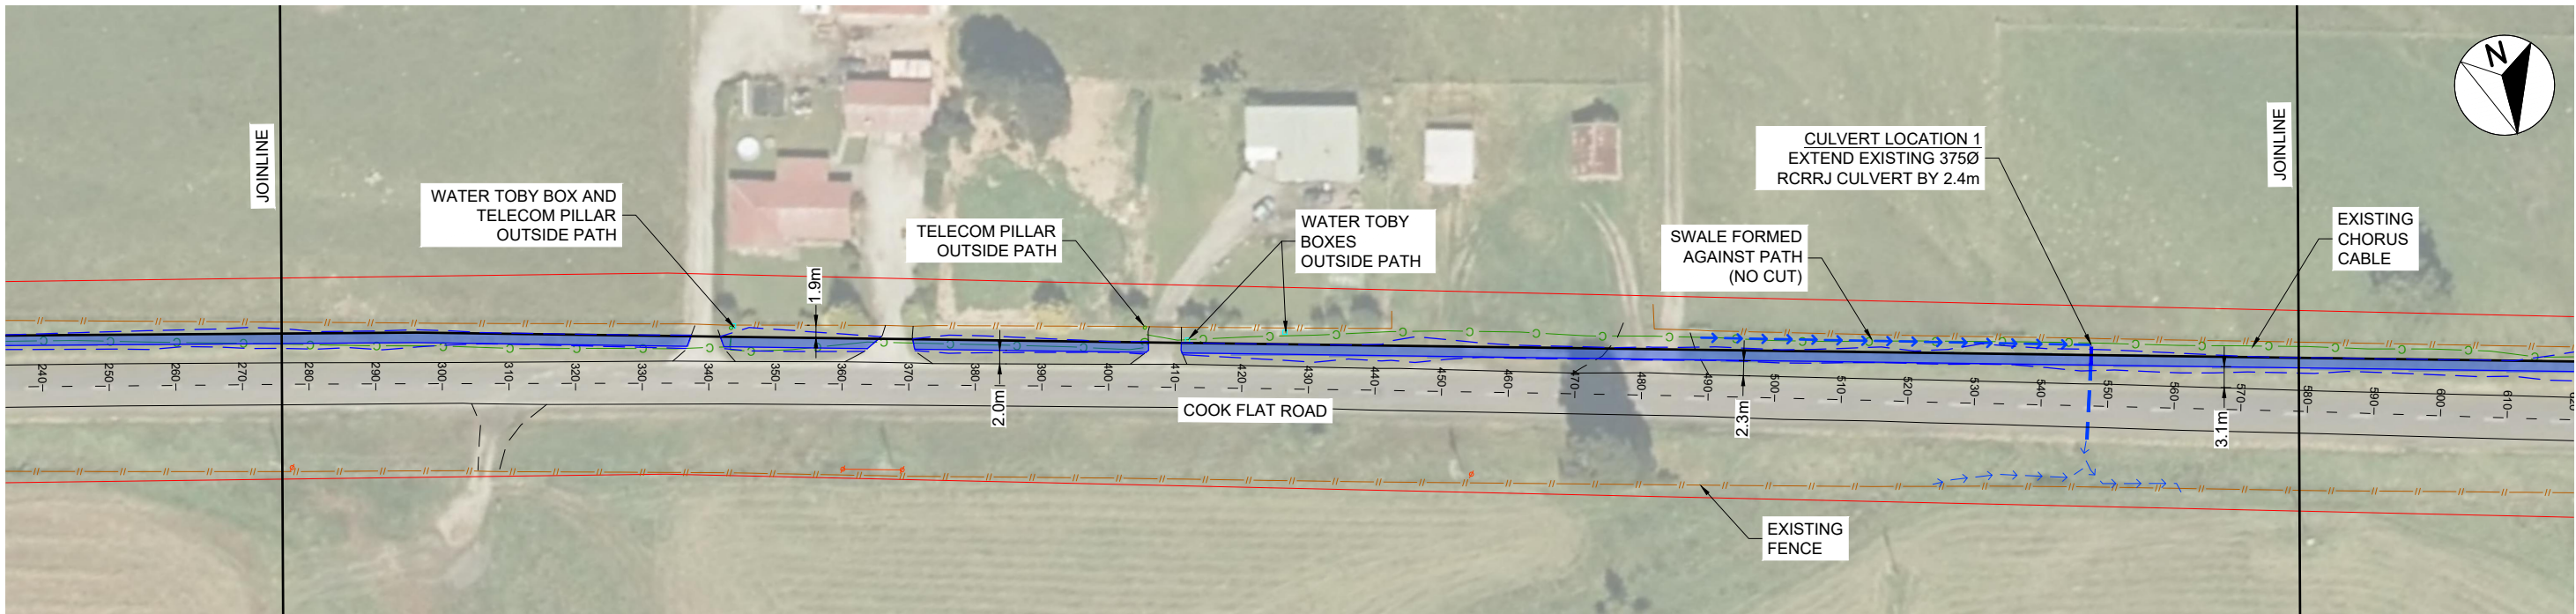 N
JOINLINE
JOINLINE
CULVERT LOCATION 1
EXTEND EXISTING 375Ø
RCRRJ CULVERT BY 2.4m
WATER TOBY BOX AND
TELECOM PILLAR
OUTSIDE PATH
TELECOM PILLAR
OUTSIDE PATH
WATER TOBY
BOXES
OUTSIDE PATH
SWALE FORMED
AGAINST PATH
(NO CUT)
EXISTING
CHORUS
CABLE
1.9m
2.0m
2.3m
3.1m
240
250
260
270
280
290
300
310
320
330
340
350
360
370
380
390
400
410
420
430
440
450
460
470
480
490
500
510
520
530
540
550
560
570
580
590
600
610
COOK FLAT ROAD
EXISTING
FENCE